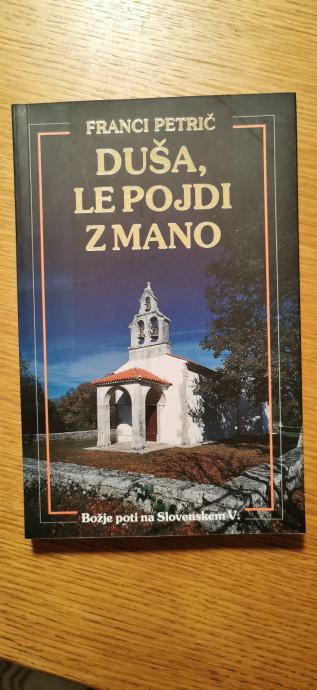 FRANCI PETRIČ
DUŠA,
LE POJDI
Z MANO
Božje poti na Slovenskem V.